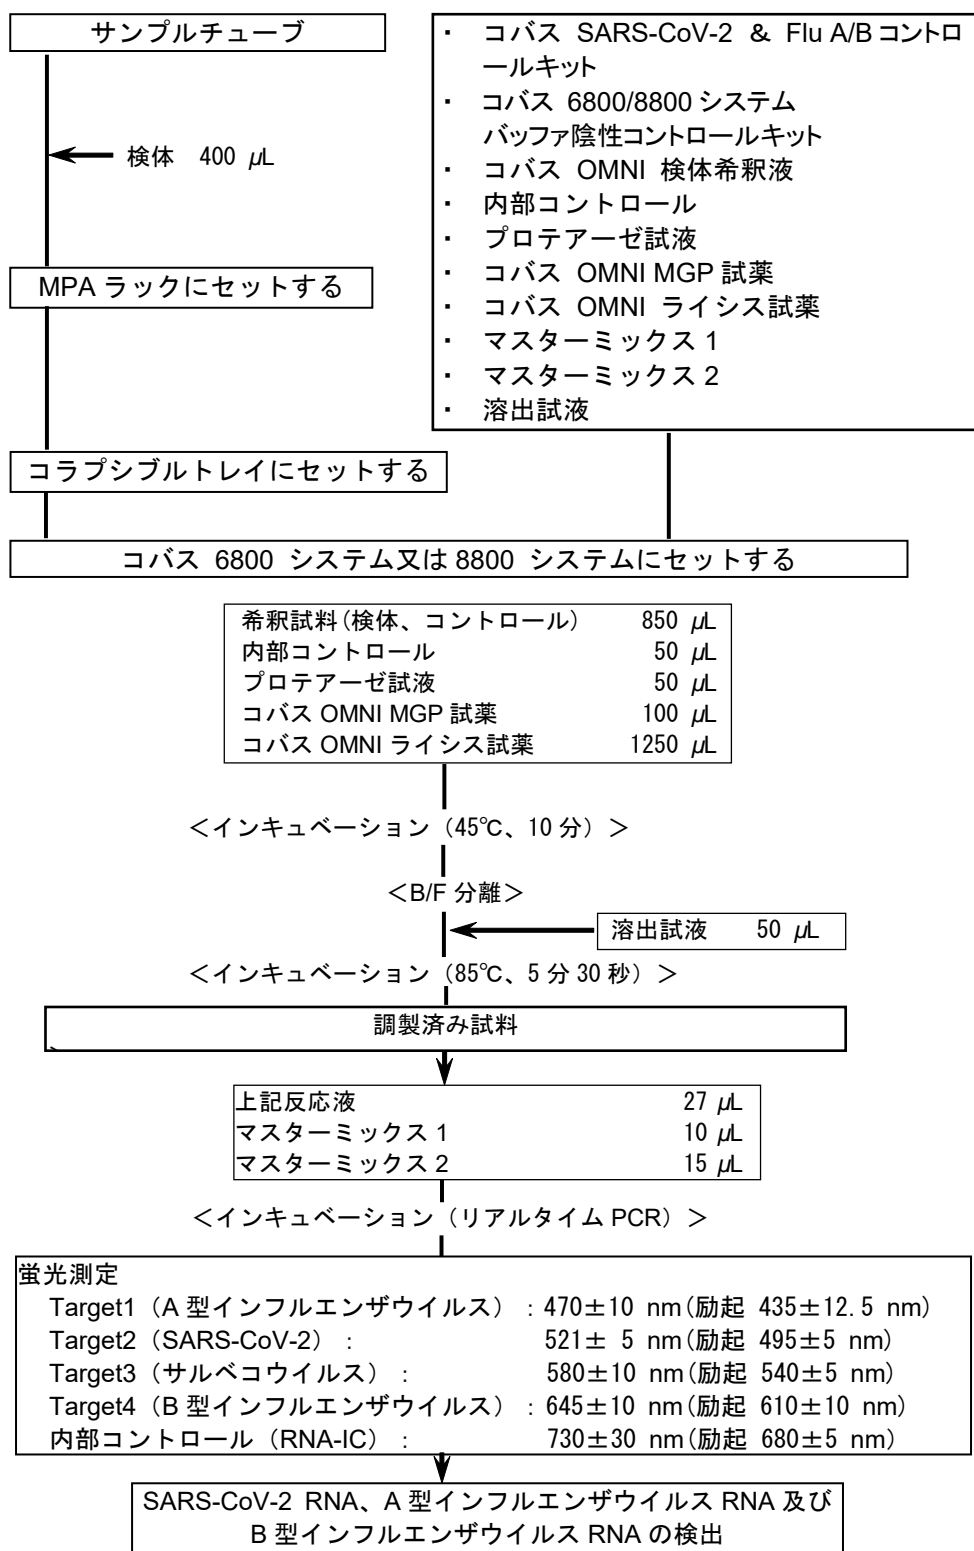 サンプルチューブ
検体 400 µL
MPA ラックにセットする
コラプシブルトレイにセットする
・ コバス SARS-CoV-2 & Flu A/B コントロ
ールキット
・ コバス 6800/8800 システム
バッファ陰性コントロールキット
・ コバス OMNI 検体希釈液
・ 内部コントロール
・ プロテアーゼ試液
・ コバス OMNI MGP 試薬
・ コバス OMNI ライシス試薬
・ マスターミックス 1
・ マスターミックス 2
・ 溶出試液
コバス 6800 システム又は 8800 システムにセットする
希釈試料(検体、コントロール) 850 µL
内部コントロール 50 µL
プロテアーゼ試液 50 µL
コバス OMNI MGP 試薬 100 µL
コバス OMNI ライシス試薬 1250 µL
＜インキュベーション（45℃、10 分）＞
＜B/F 分離＞
溶出試液 50 µL
＜インキュベーション（85℃、5 分 30 秒）＞
調製済み試料
上記反応液 27 µL
マスターミックス 1 10 µL
マスターミックス 2 15 µL
＜インキュベーション（リアルタイム PCR）＞
蛍光測定
Target1（A 型インフルエンザウイルス）：470±10 nm(励起 435±12.5 nm)
Target2（SARS-CoV-2）： 521± 5 nm(励起 495±5 nm)
Target3（サルベコウイルス）： 580±10 nm(励起 540±5 nm)
Target4（B 型インフルエンザウイルス）：645±10 nm(励起 610±10 nm)
内部コントロール（RNA-IC）： 730±30 nm(励起 680±5 nm)
SARS-CoV-2 RNA、A 型インフルエンザウイルス RNA 及び
B 型インフルエンザウイルス RNA の検出